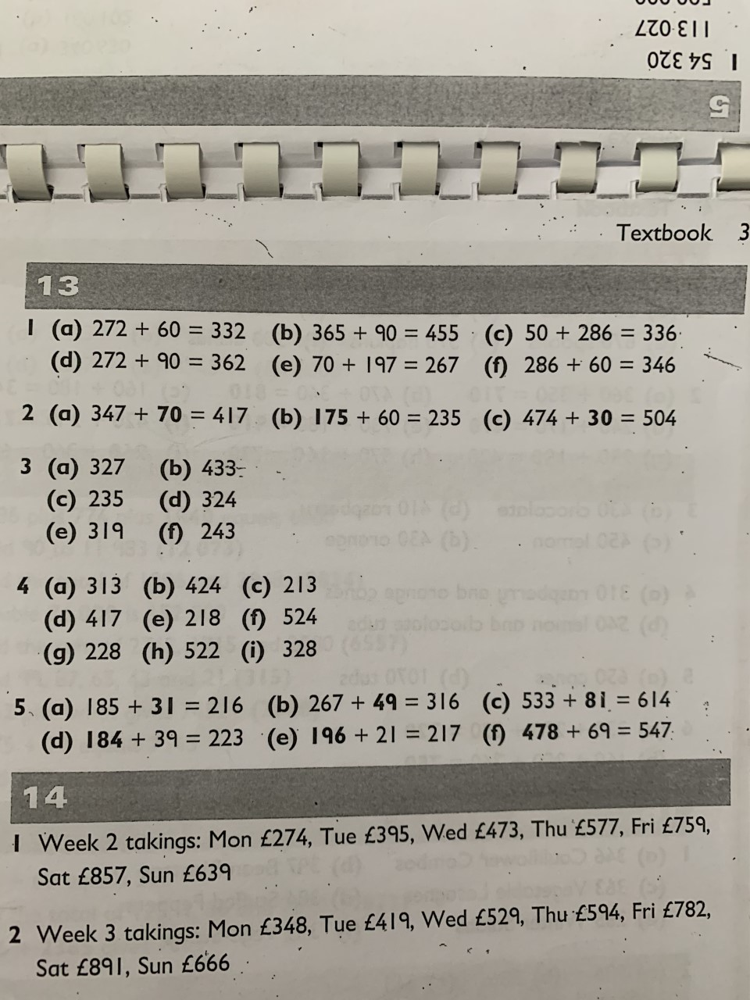 113 027
1 54 320
5
Textbook 3
13
1 (a) 272 + 60 = 332 (b) 365 + 90 = 455 (c) 50 + 286 = 336
(d) 272 + 90 = 362 (e) 70 + 197 = 267 (f) 286 + 60 = 346
2 (a) 347 + 70 = 417 (b) 175 + 60 = 235 (c) 474 + 30 = 504
3 (a) 327 (b) 433
(c) 235 (d) 324
(e) 319 (f) 243
4 (a) 313 (b) 424 (c) 213
(d) 417 (e) 218 (f) 524
(g) 228 (h) 522 (i) 328
5 (a) 185 + 31 = 216 (b) 267 + 49 = 316 (c) 533 + 81 = 614
(d) 184 + 39 = 223 (e) 196 + 21 = 217 (f) 478 + 69 = 547
14
1 Week 2 takings: Mon £274, Tue £395, Wed £473, Thu £577, Fri £759,
Sat £857, Sun £639
2 Week 3 takings: Mon £348, Tue £419, Wed £529, Thu £594, Fri £782,
Sat £891, Sun £666